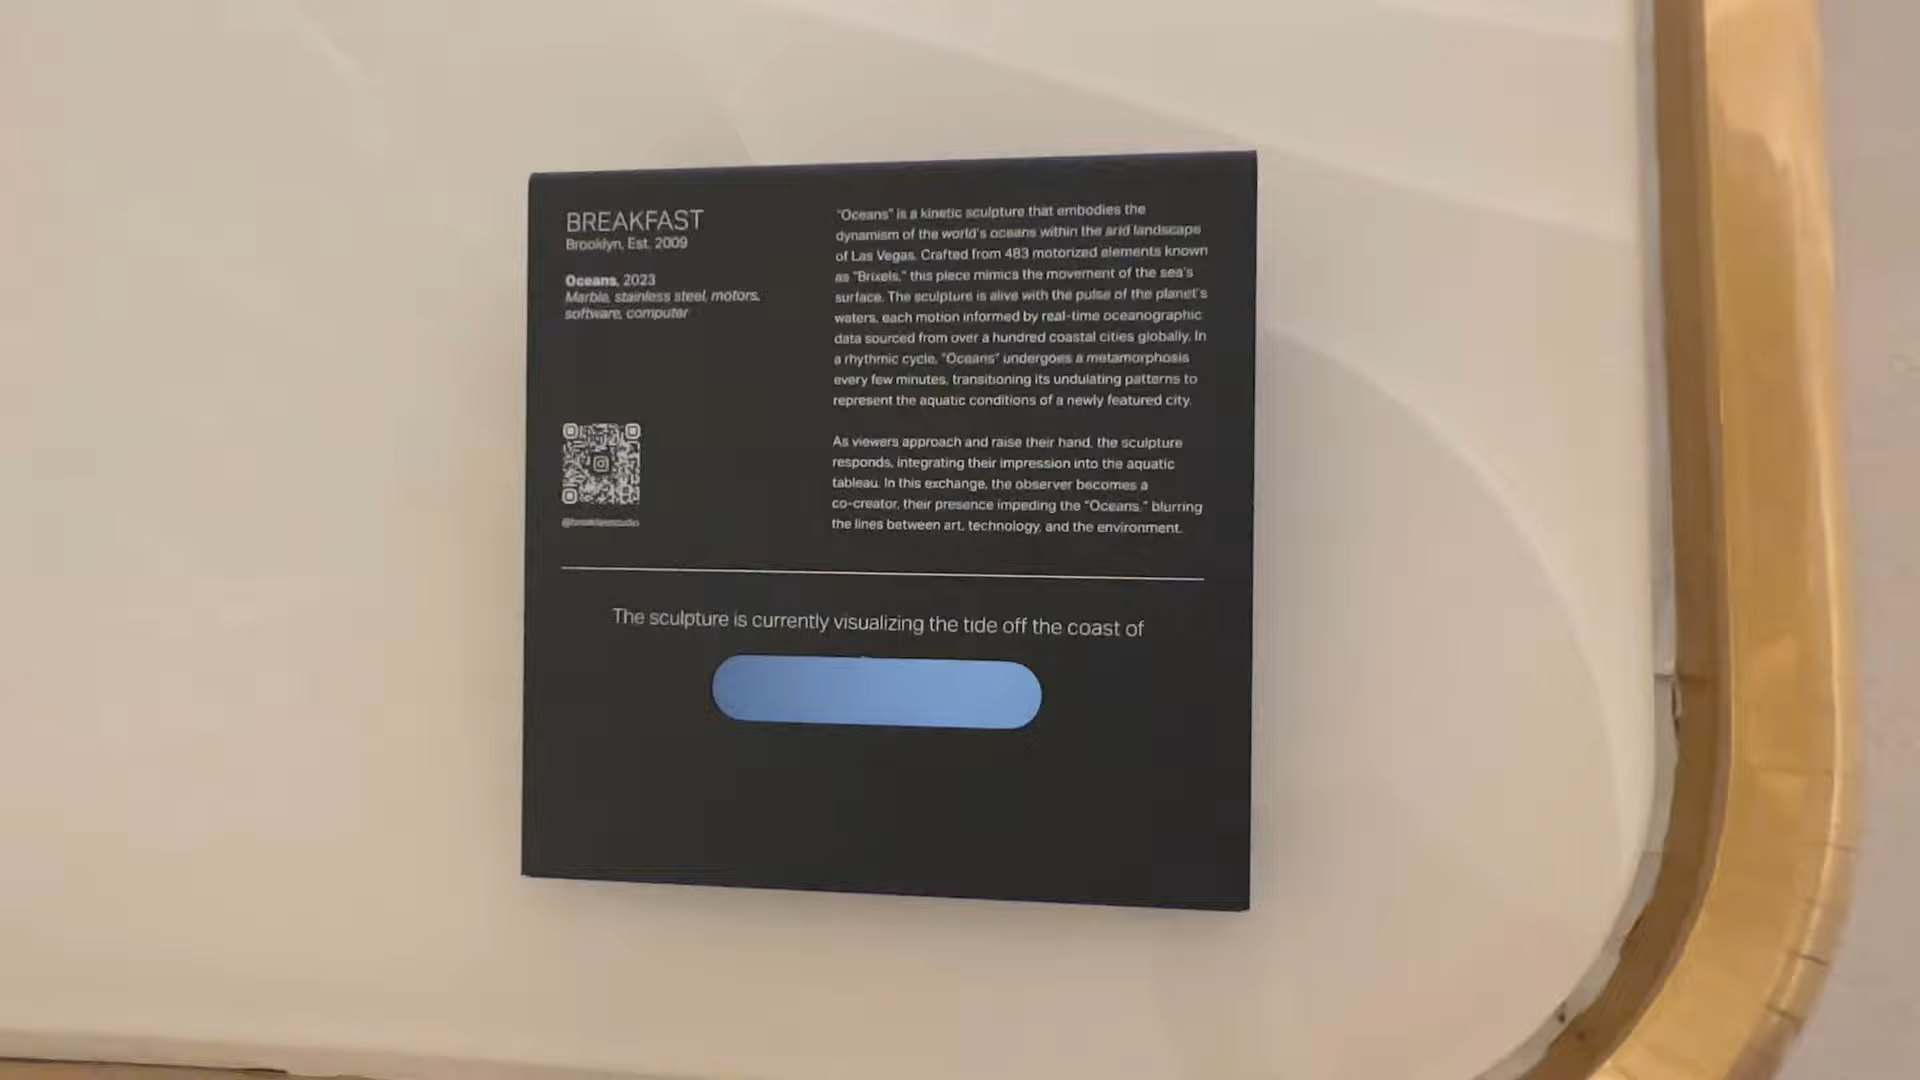 BREAKFAST
Brooklyn, Est. 2009
Oceans, 2023
Marble, stainless steel, motors,
software, computer
@breakfaststudio
"Oceans" is a kinetic sculpture that embodies the
dynamism of the world's oceans within the arid landscape
of Las Vegas. Crafted from 483 motorized elements known
as "Brixels," this piece mimics the movement of the sea's
surface. The sculpture is alive with the pulse of the planet's
waters, each motion informed by real-time oceanographic
data sourced from over a hundred coastal cities globally. In
a rhythmic cycle, "Oceans" undergoes a metamorphosis
every few minutes, transitioning its undulating patterns to
represent the aquatic conditions of a newly featured city.
As viewers approach and raise their hand, the sculpture
responds, integrating their impression into the aquatic
tableau. In this exchange, the observer becomes a
co-creator, their presence impeding the "Oceans," blurring
the lines between art, technology, and the environment.
The sculpture is currently visualizing the tide off the coast of